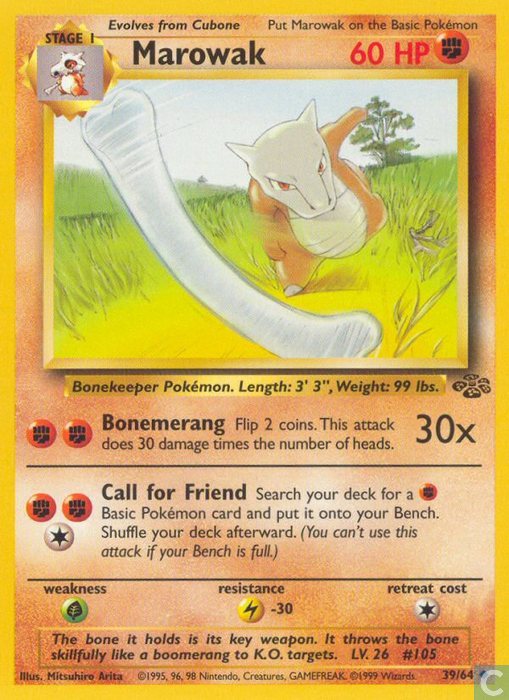 Evolves from Cubone
Put Marowak on the Basic Pokémon
STAGE 1
Marowak
60 HP
Bonekeeper Pokémon. Length: 3' 3", Weight: 99 lbs.
Bonemerang Flip 2 coins. This attack
does 30 damage times the number of heads.
30x
Call for Friend Search your deck for a
Basic Pokémon card and put it onto your Bench.
Shuffle your deck afterward. (You can't use this
attack if your Bench is full.)
weakness
resistance
retreat cost
-30
The bone it holds is its key weapon. It throws the bone
skillfully like a boomerang to K.O. targets. LV. 26 #105
Illus. Mitsuhiro Arita
©1995, 96, 98 Nintendo, Creatures, GAMEFREAK. ©1999 Wizards.
39/64
C